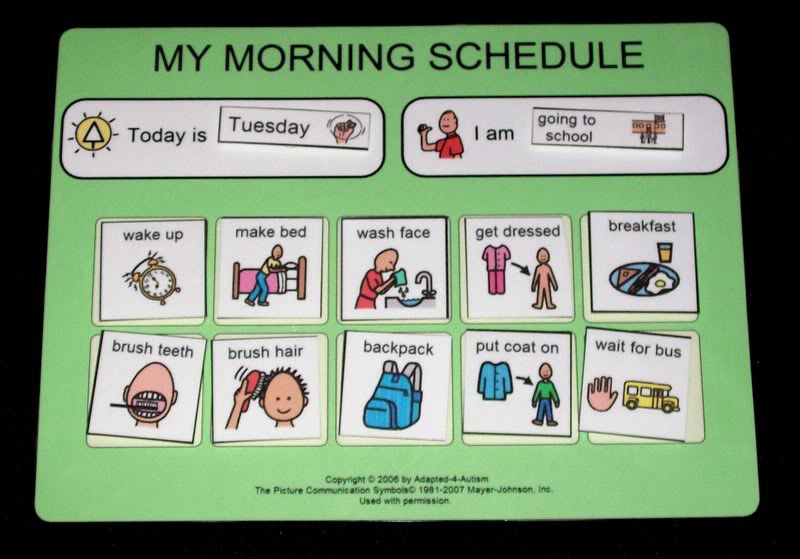 MY MORNING SCHEDULE
Today is Tuesday
I am going to school
wake up
make bed
wash face
get dressed
breakfast
brush teeth
brush hair
backpack
put coat on
wait for bus
Copyright © 2006 by Adapted-4-Autism
The Picture Communication Symbols© 1981-2007 Mayer-Johnson, Inc.
Used with permission.